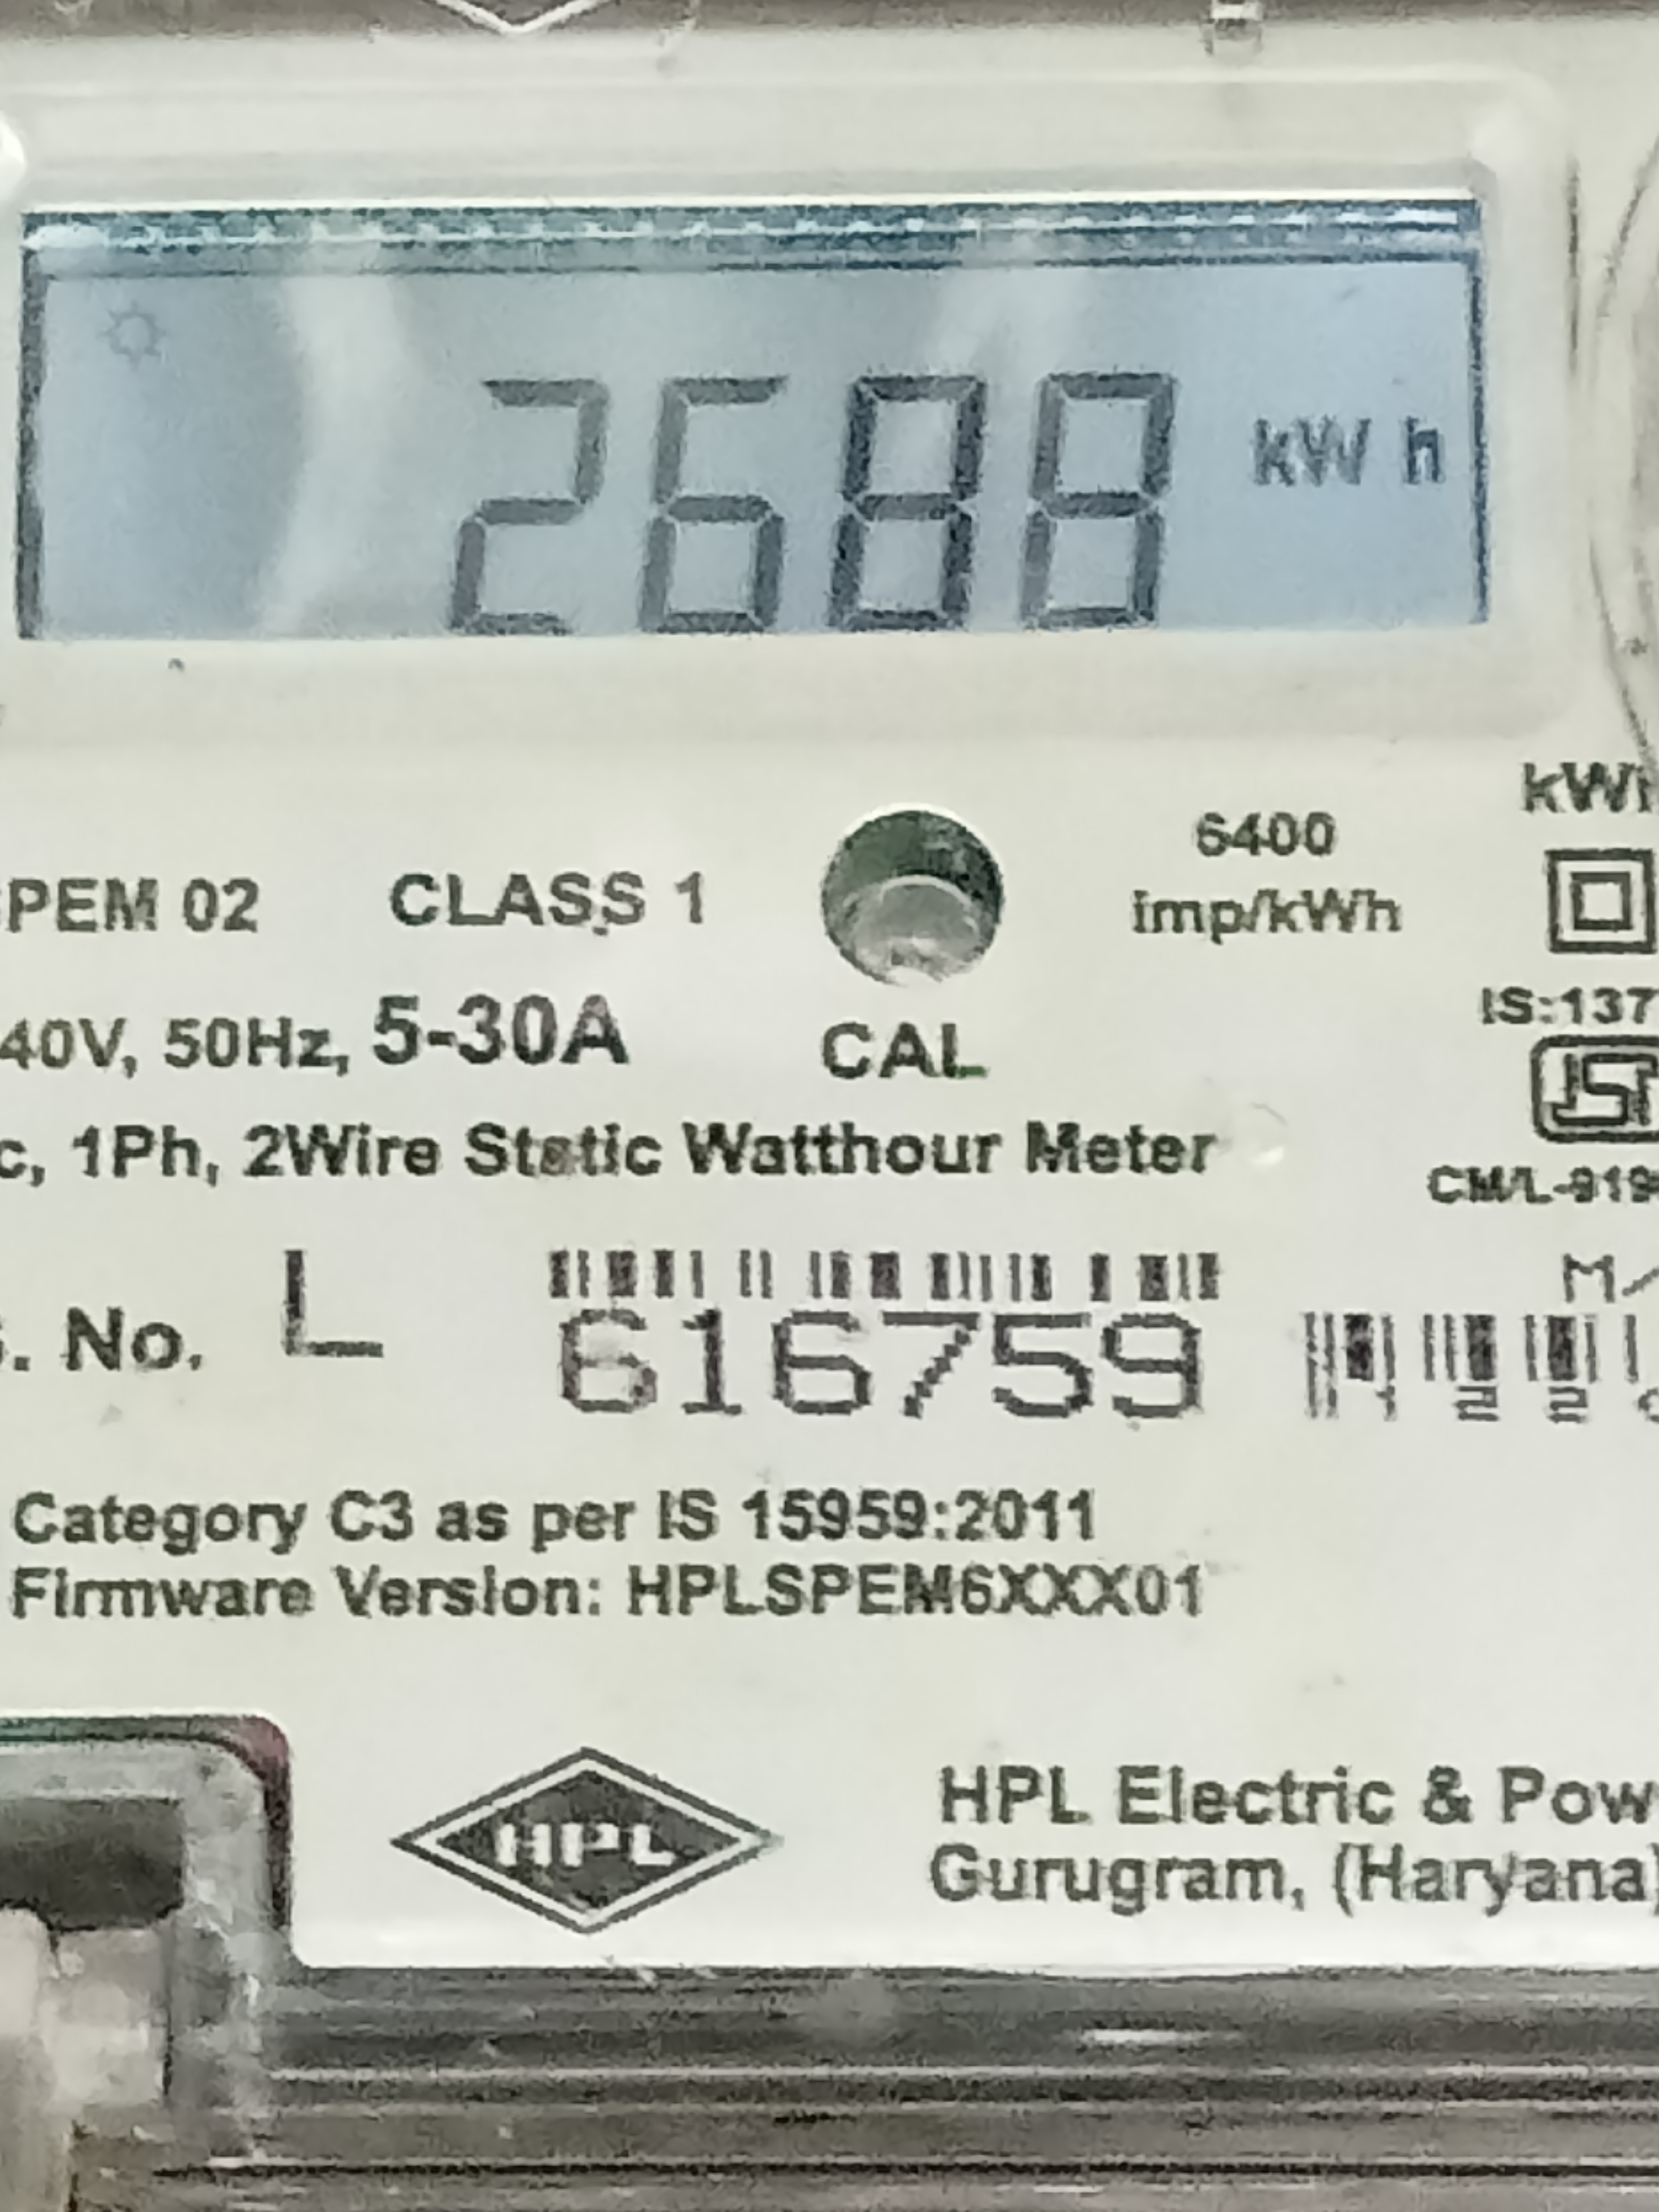 2688 kW h
kWh
6400
imp/kWh
PEM 02 CLASS 1
40V, 50Hz, 5-30A
CAL
IS:137
c, 1Ph, 2Wire Static Watthour Meter
CM/L-919
S. No. L 616759
M/
Category C3 as per IS 15959:2011
Firmware Version: HPLSPEM6XXX01
HPL
HPL Electric & Pow
Gurugram, (Haryana)